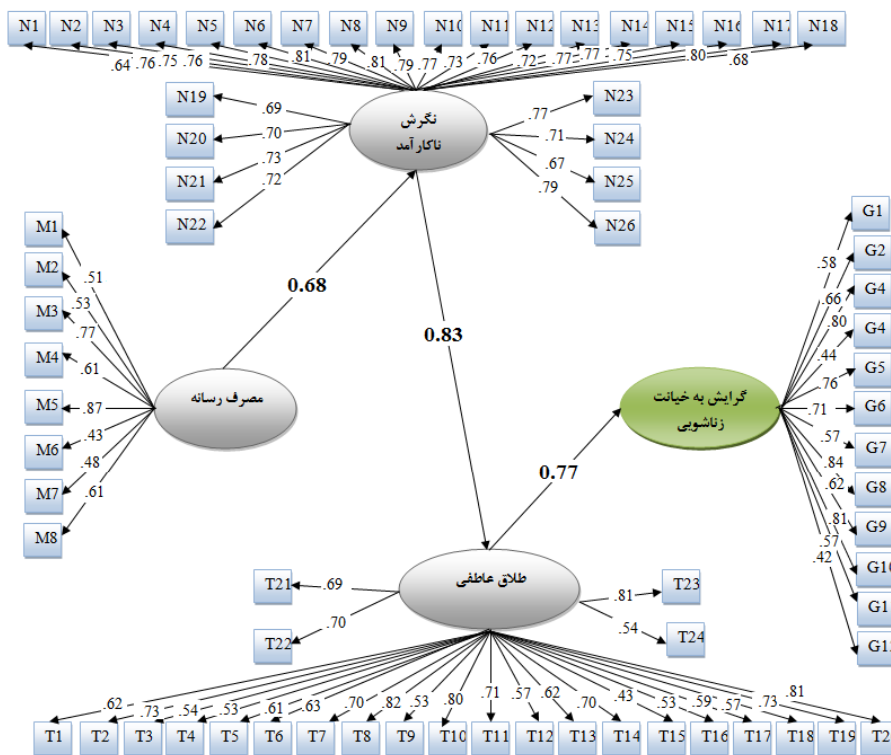 N1 N2 N3 N4 N5 N6 N7 N8 N9 N10 N11 N12 N13 N14 N15 N16 N17 N18
.64 .76 .75 .76 .78 .81 .79 .81 .79 .77 .73 .76 .72 .77 .77 .75 .80 .68
N19 .69
N20 .70
N21 .73
N22 .72
نگرش
ناکارآمد
.77 N23
.71 N24
.67 N25
.79 N26
M1 .51
M2 .53
M3 .77
M4 .61
M5 .87
M6 .43
M7 .48
M8 .61
مصرف رسانه
0.68
0.83
0.77
گرایش به خیانت
زناشویی
.58 G1
.66 G2
.80 G4
.44 G4
.76 G5
.71 G6
.57 G7
.84 G8
.62 G9
.81 G10
.57 G1
.42 G12
طلاق عاطفی
T21 .69
T22 .70
.81 T23
.54 T24
.62 .73 .54 .53 .61 .63 .70 .82 .53 .80 .71 .57 .62 .70 .43 .53 .59 .57 .73 .81
T1 T2 T3 T4 T5 T6 T7 T8 T9 T10 T11 T12 T13 T14 T15 T16 T17 T18 T19 T2